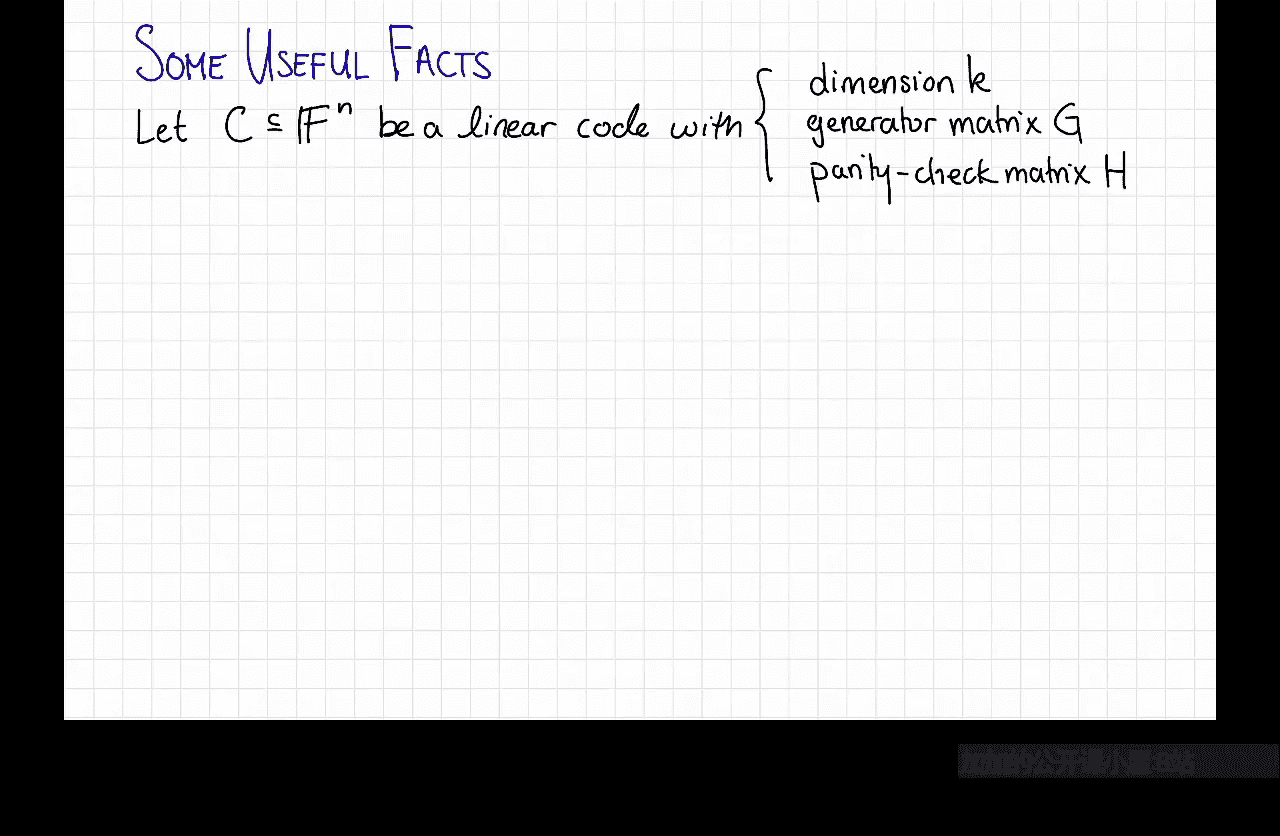 SOME USEFUL FACTS
Let C ⊆ 𝔽ⁿ be a linear code with { dimension k
generator matrix G
parity-check matrix H